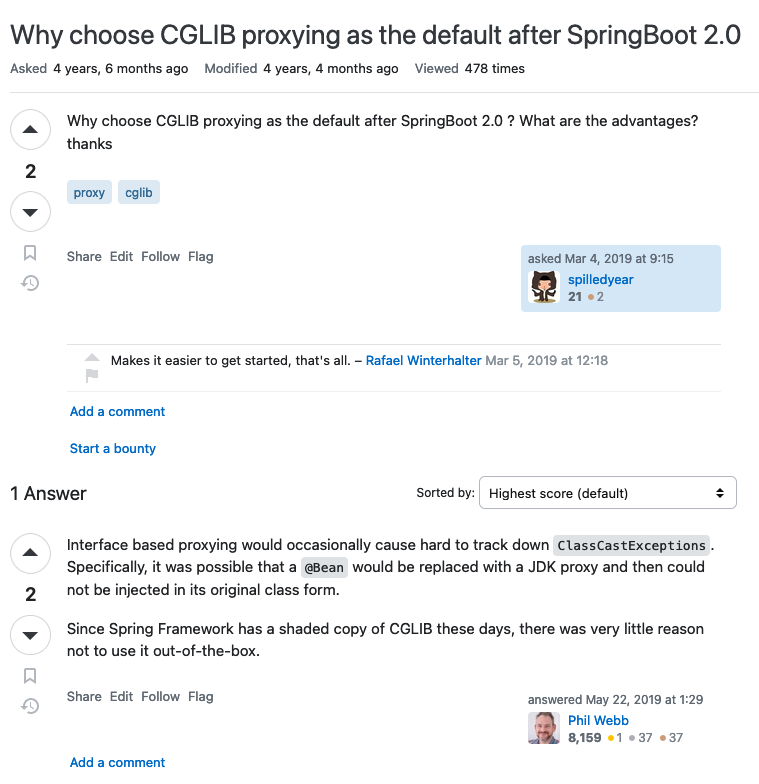 Why choose CGLIB proxying as the default after SpringBoot 2.0
Asked 4 years, 6 months ago Modified 4 years, 4 months ago Viewed 478 times
Why choose CGLIB proxying as the default after SpringBoot 2.0 ? What are the advantages?
thanks
2
proxy cglib
Share Edit Follow Flag
asked Mar 4, 2019 at 9:15
spilledyear
21 2
Makes it easier to get started, that's all. – Rafael Winterhalter Mar 5, 2019 at 12:18
Add a comment
Start a bounty
1 Answer
Sorted by: Highest score (default)
Interface based proxying would occasionally cause hard to track down ClassCastExceptions.
Specifically, it was possible that a @Bean would be replaced with a JDK proxy and then could
not be injected in its original class form.
2
Since Spring Framework has a shaded copy of CGLIB these days, there was very little reason
not to use it out-of-the-box.
Share Edit Follow Flag
answered May 22, 2019 at 1:29
Phil Webb
8,159 1 37 37
Add a comment